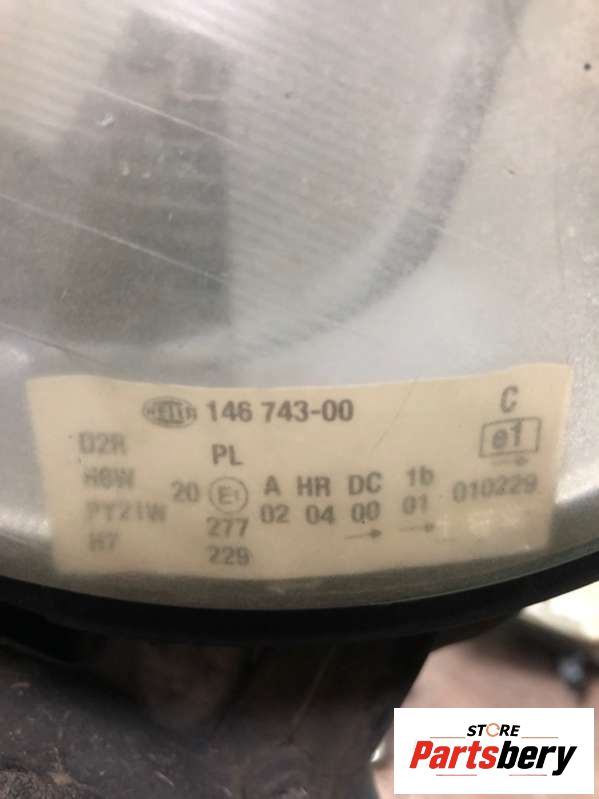 HELLA 146 743-00 C
D2R PL e1
H6W 20 E1 A HR DC 1b 010229
PY21W 277 02 04 00 01
H7 229
→ → →
STORE
Partsbery